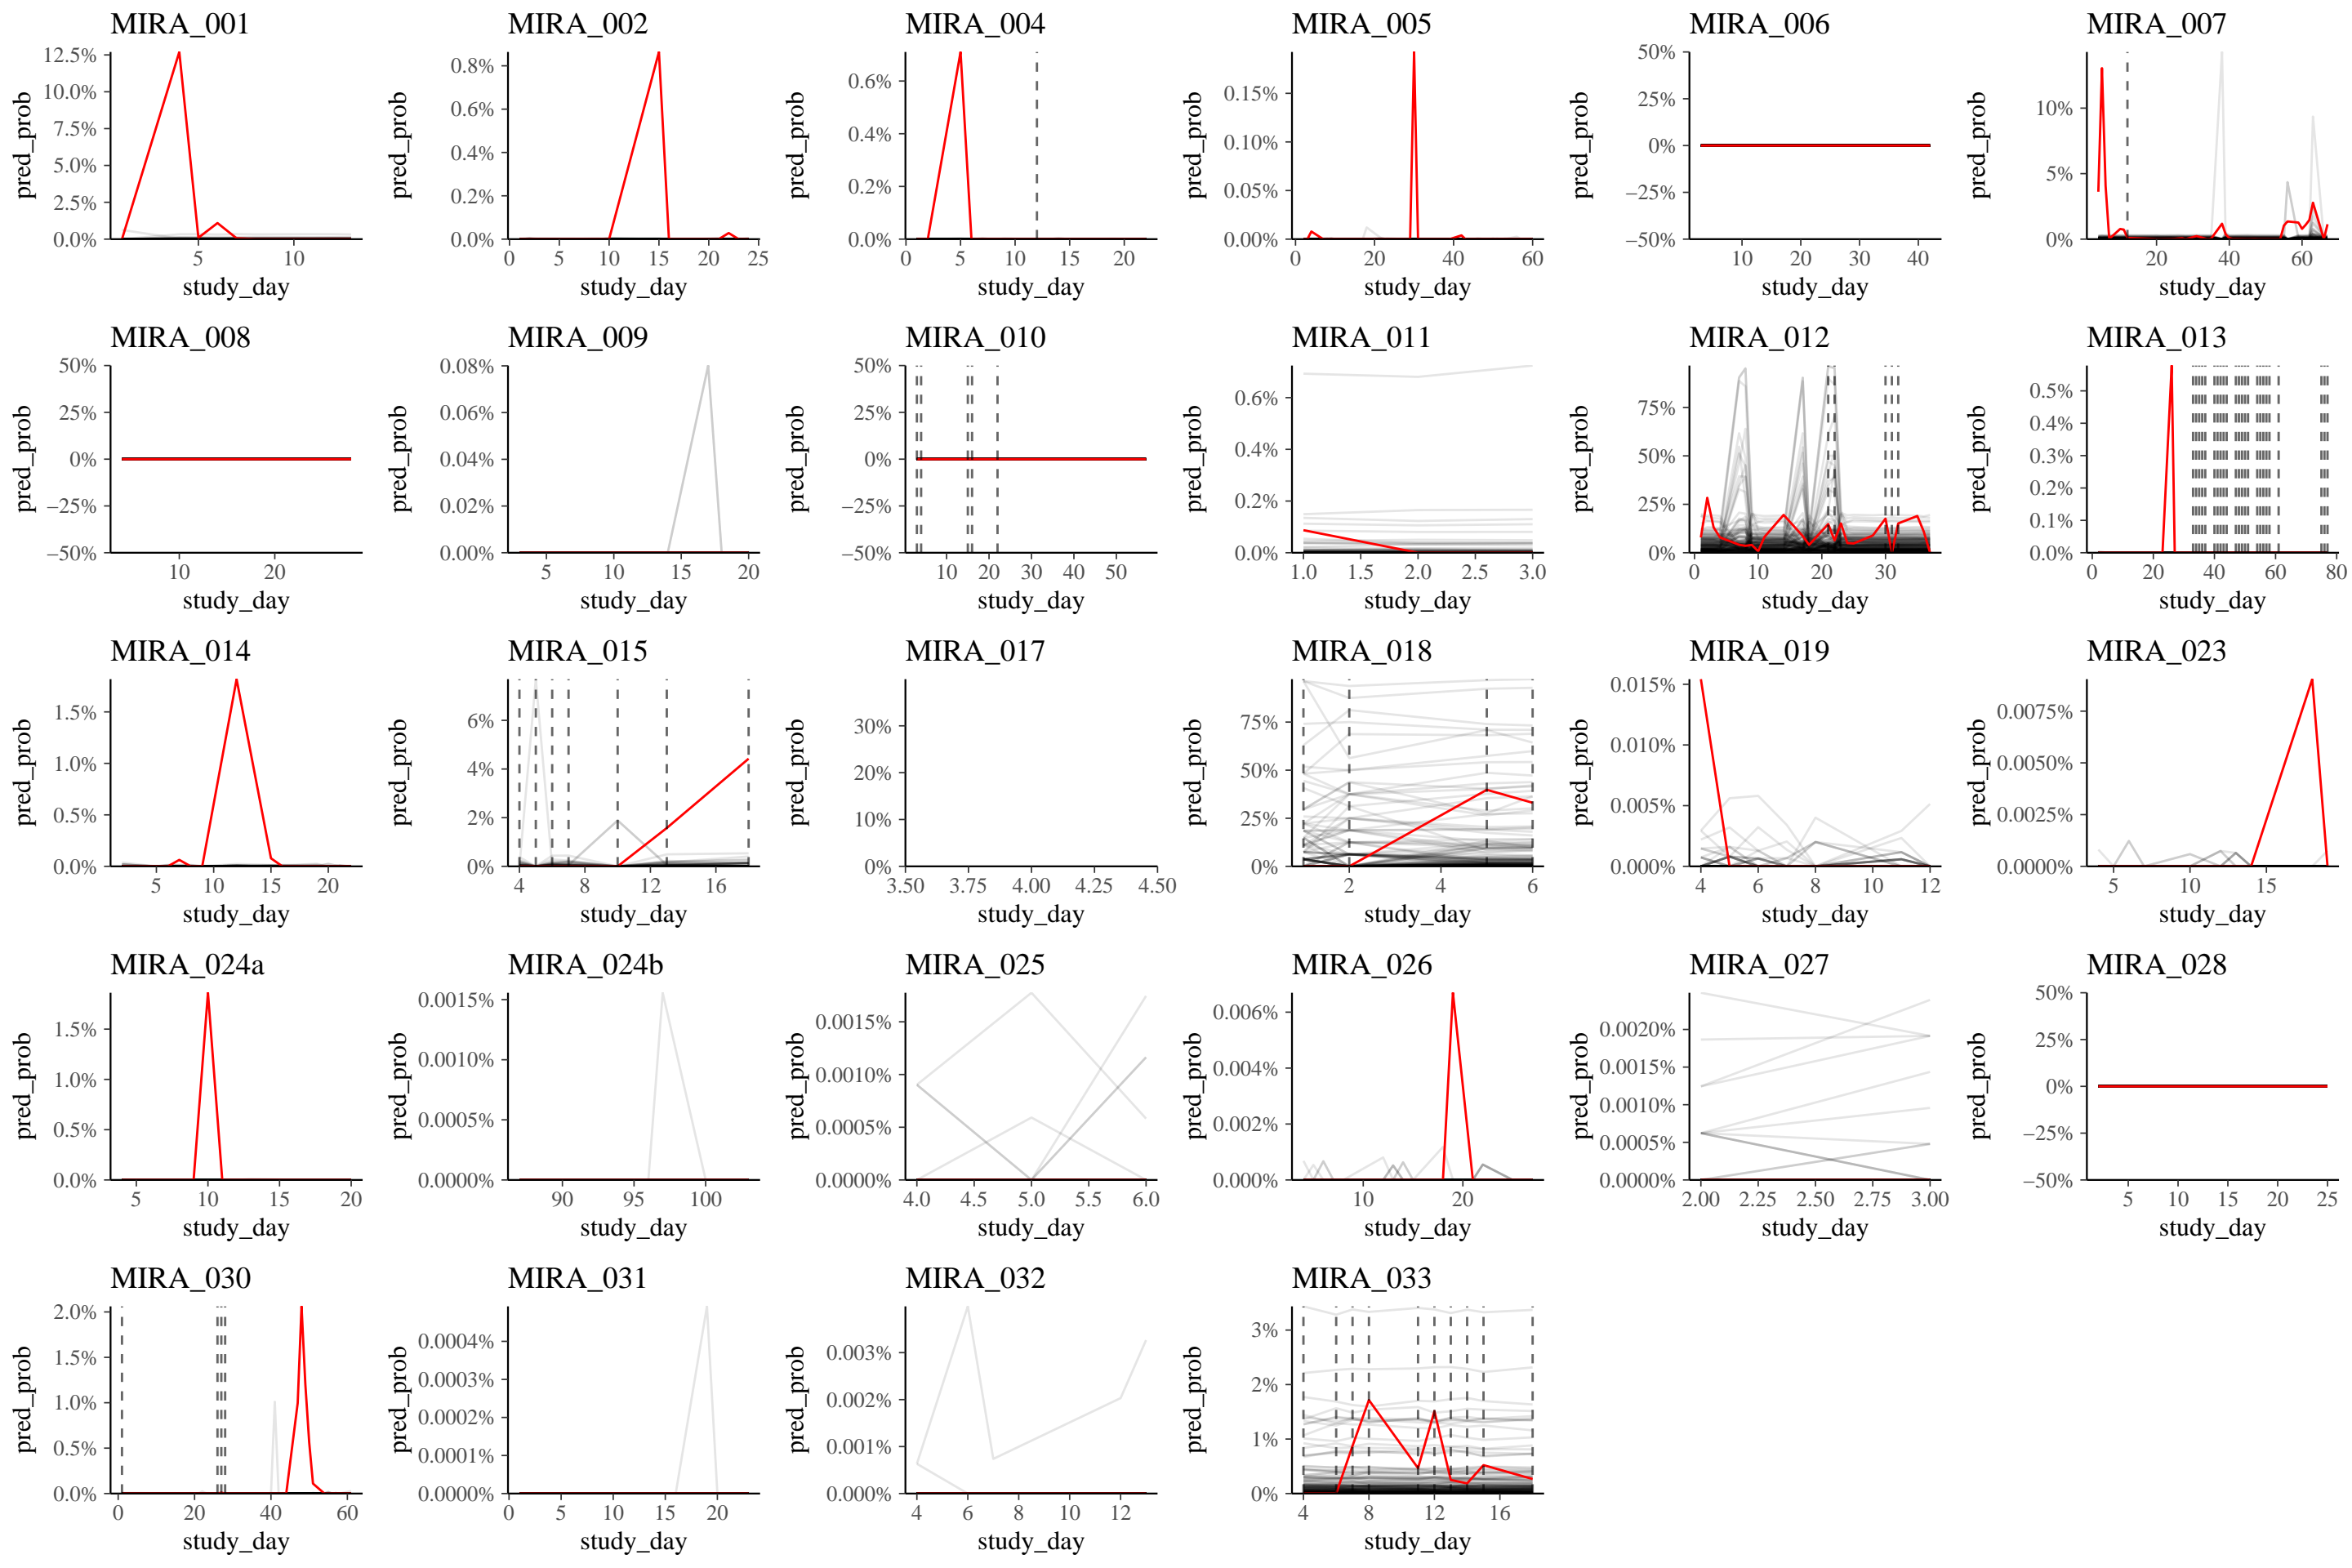 MIRA_001 MIRA_002 MIRA_004 MIRA_005 MIRA_006 MIRA_007
pred_prob 12.5% 10.0% 7.5% 5.0% 2.5% 0.0%
5 10
study_day
pred_prob 0.8% 0.6% 0.4% 0.2% 0.0%
0 5 10 15 20 25
study_day
pred_prob 0.6% 0.4% 0.2% 0.0%
0 5 10 15 20
study_day
pred_prob 0.15% 0.10% 0.05% 0.00%
0 20 40 60
study_day
pred_prob 50% 25% 0% −25% −50%
10 20 30 40
study_day
pred_prob 10% 5% 0%
20 40 60
study_day
MIRA_008 MIRA_009 MIRA_010 MIRA_011 MIRA_012 MIRA_013
pred_prob 50% 25% 0% −25% −50%
10 20
study_day
pred_prob 0.08% 0.06% 0.04% 0.02% 0.00%
5 10 15 20
study_day
pred_prob 50% 25% 0% −25% −50%
10 20 30 40 50
study_day
pred_prob 0.6% 0.4% 0.2% 0.0%
1.0 1.5 2.0 2.5 3.0
study_day
pred_prob 75% 50% 25% 0%
0 10 20 30
study_day
pred_prob 0.5% 0.4% 0.3% 0.2% 0.1% 0.0%
0 20 40 60 80
study_day
MIRA_014 MIRA_015 MIRA_017 MIRA_018 MIRA_019 MIRA_023
pred_prob 1.5% 1.0% 0.5% 0.0%
5 10 15 20
study_day
pred_prob 6% 4% 2% 0%
4 8 12 16
study_day
pred_prob 30% 20% 10% 0%
3.50 3.75 4.00 4.25 4.50
study_day
pred_prob 75% 50% 25% 0%
2 4 6
study_day
pred_prob 0.015% 0.010% 0.005% 0.000%
4 6 8 10 12
study_day
pred_prob 0.0075% 0.0050% 0.0025% 0.0000%
5 10 15
study_day
MIRA_024a MIRA_024b MIRA_025 MIRA_026 MIRA_027 MIRA_028
pred_prob 1.5% 1.0% 0.5% 0.0%
5 10 15 20
study_day
pred_prob 0.0015% 0.0010% 0.0005% 0.0000%
90 95 100
study_day
pred_prob 0.0015% 0.0010% 0.0005% 0.0000%
4.0 4.5 5.0 5.5 6.0
study_day
pred_prob 0.006% 0.004% 0.002% 0.000%
10 20
study_day
pred_prob 0.0020% 0.0015% 0.0010% 0.0005% 0.0000%
2.00 2.25 2.50 2.75 3.00
study_day
pred_prob 50% 25% 0% −25% −50%
5 10 15 20 25
study_day
MIRA_030 MIRA_031 MIRA_032 MIRA_033
pred_prob 2.0% 1.5% 1.0% 0.5% 0.0%
0 20 40 60
study_day
pred_prob 0.0004% 0.0003% 0.0002% 0.0001% 0.0000%
0 5 10 15 20
study_day
pred_prob 0.003% 0.002% 0.001% 0.000%
4 6 8 10 12
study_day
pred_prob 3% 2% 1% 0%
4 8 12 16
study_day